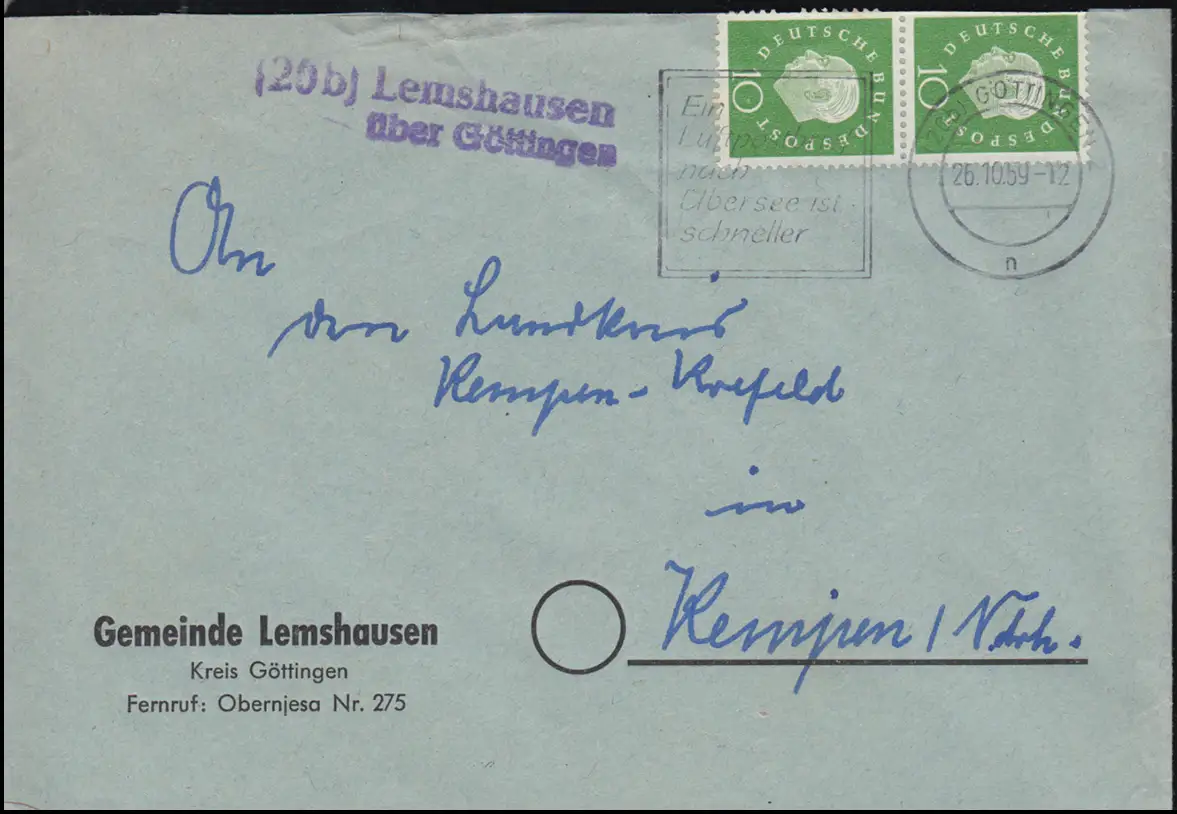 (20b) Lemshausen
über Göttingen
10 DEUTSCHE BUNDESPOST
10 DEUTSCHE BUNDESPOST
Ein
nach
Übersee ist
schneller
GÖTTINGEN
26.10.59-12
n
An
den Landkreis
Kempen-Krefeld
in
Kempen / Ndrh.
Gemeinde Lemshausen
Kreis Göttingen
Fernruf: Obernjesa Nr. 275